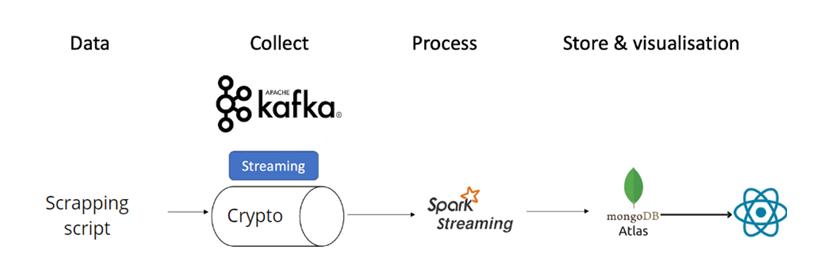 Data
Collect
Process
Store & visualisation
APACHE
kafka®
Streaming
Scrapping
script
Crypto
Spark
Streaming
mongoDB
Atlas